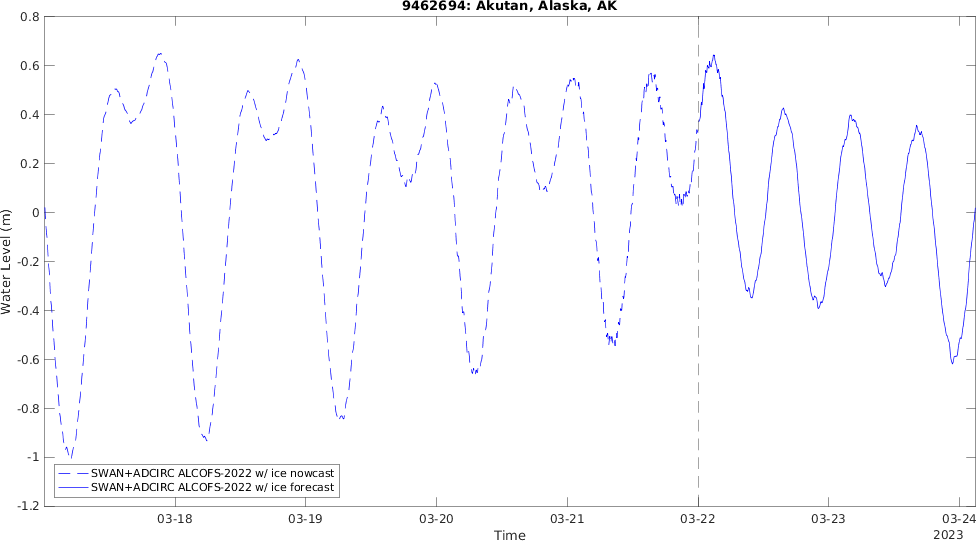 9462694: Akutan, Alaska, AK
0.8
0.6
0.4
0.2
0
-0.2
-0.4
-0.6
-0.8
-1
-1.2
Water Level (m)
SWAN+ADCIRC ALCOFS-2022 w/ ice nowcast
SWAN+ADCIRC ALCOFS-2022 w/ ice forecast
03-18 03-19 03-20 03-21 03-22 03-23 03-24
Time
2023